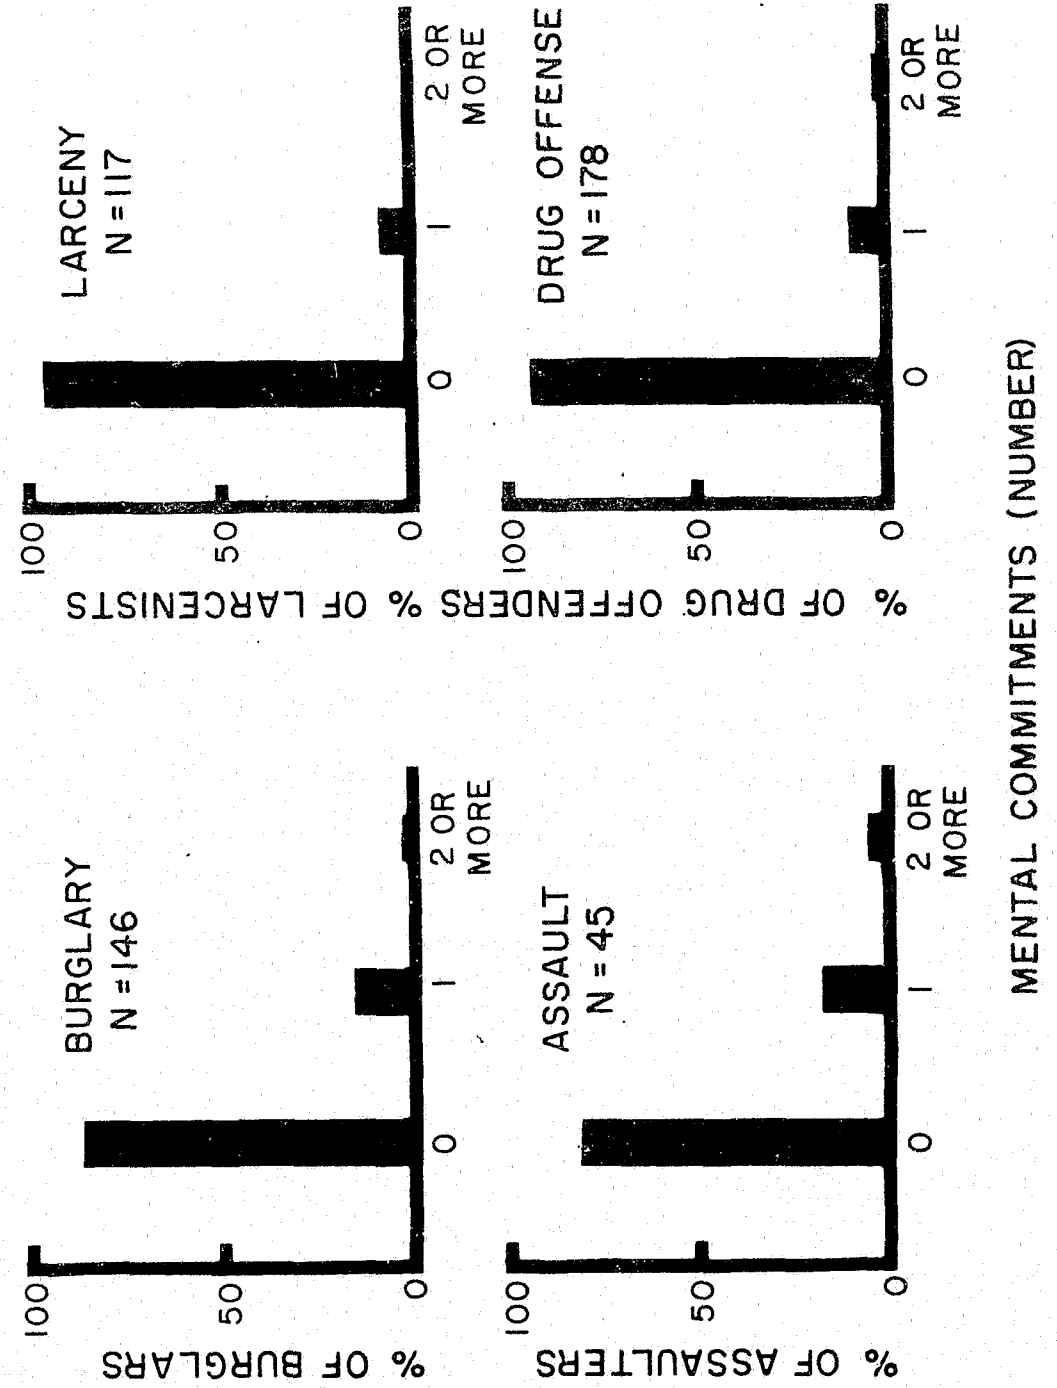 BURGLARY
N = 146
% OF BURGLARS
100
50
0
0
1
2 OR
MORE
LARCENY
N = 117
% OF LARCENISTS
100
50
0
0
1
2 OR
MORE
ASSAULT
N = 45
% OF ASSAULTERS
100
50
0
0
1
2 OR
MORE
DRUG OFFENSE
N = 178
% OF DRUG OFFENDERS
100
50
0
0
1
2 OR
MORE
MENTAL COMMITMENTS (NUMBER)